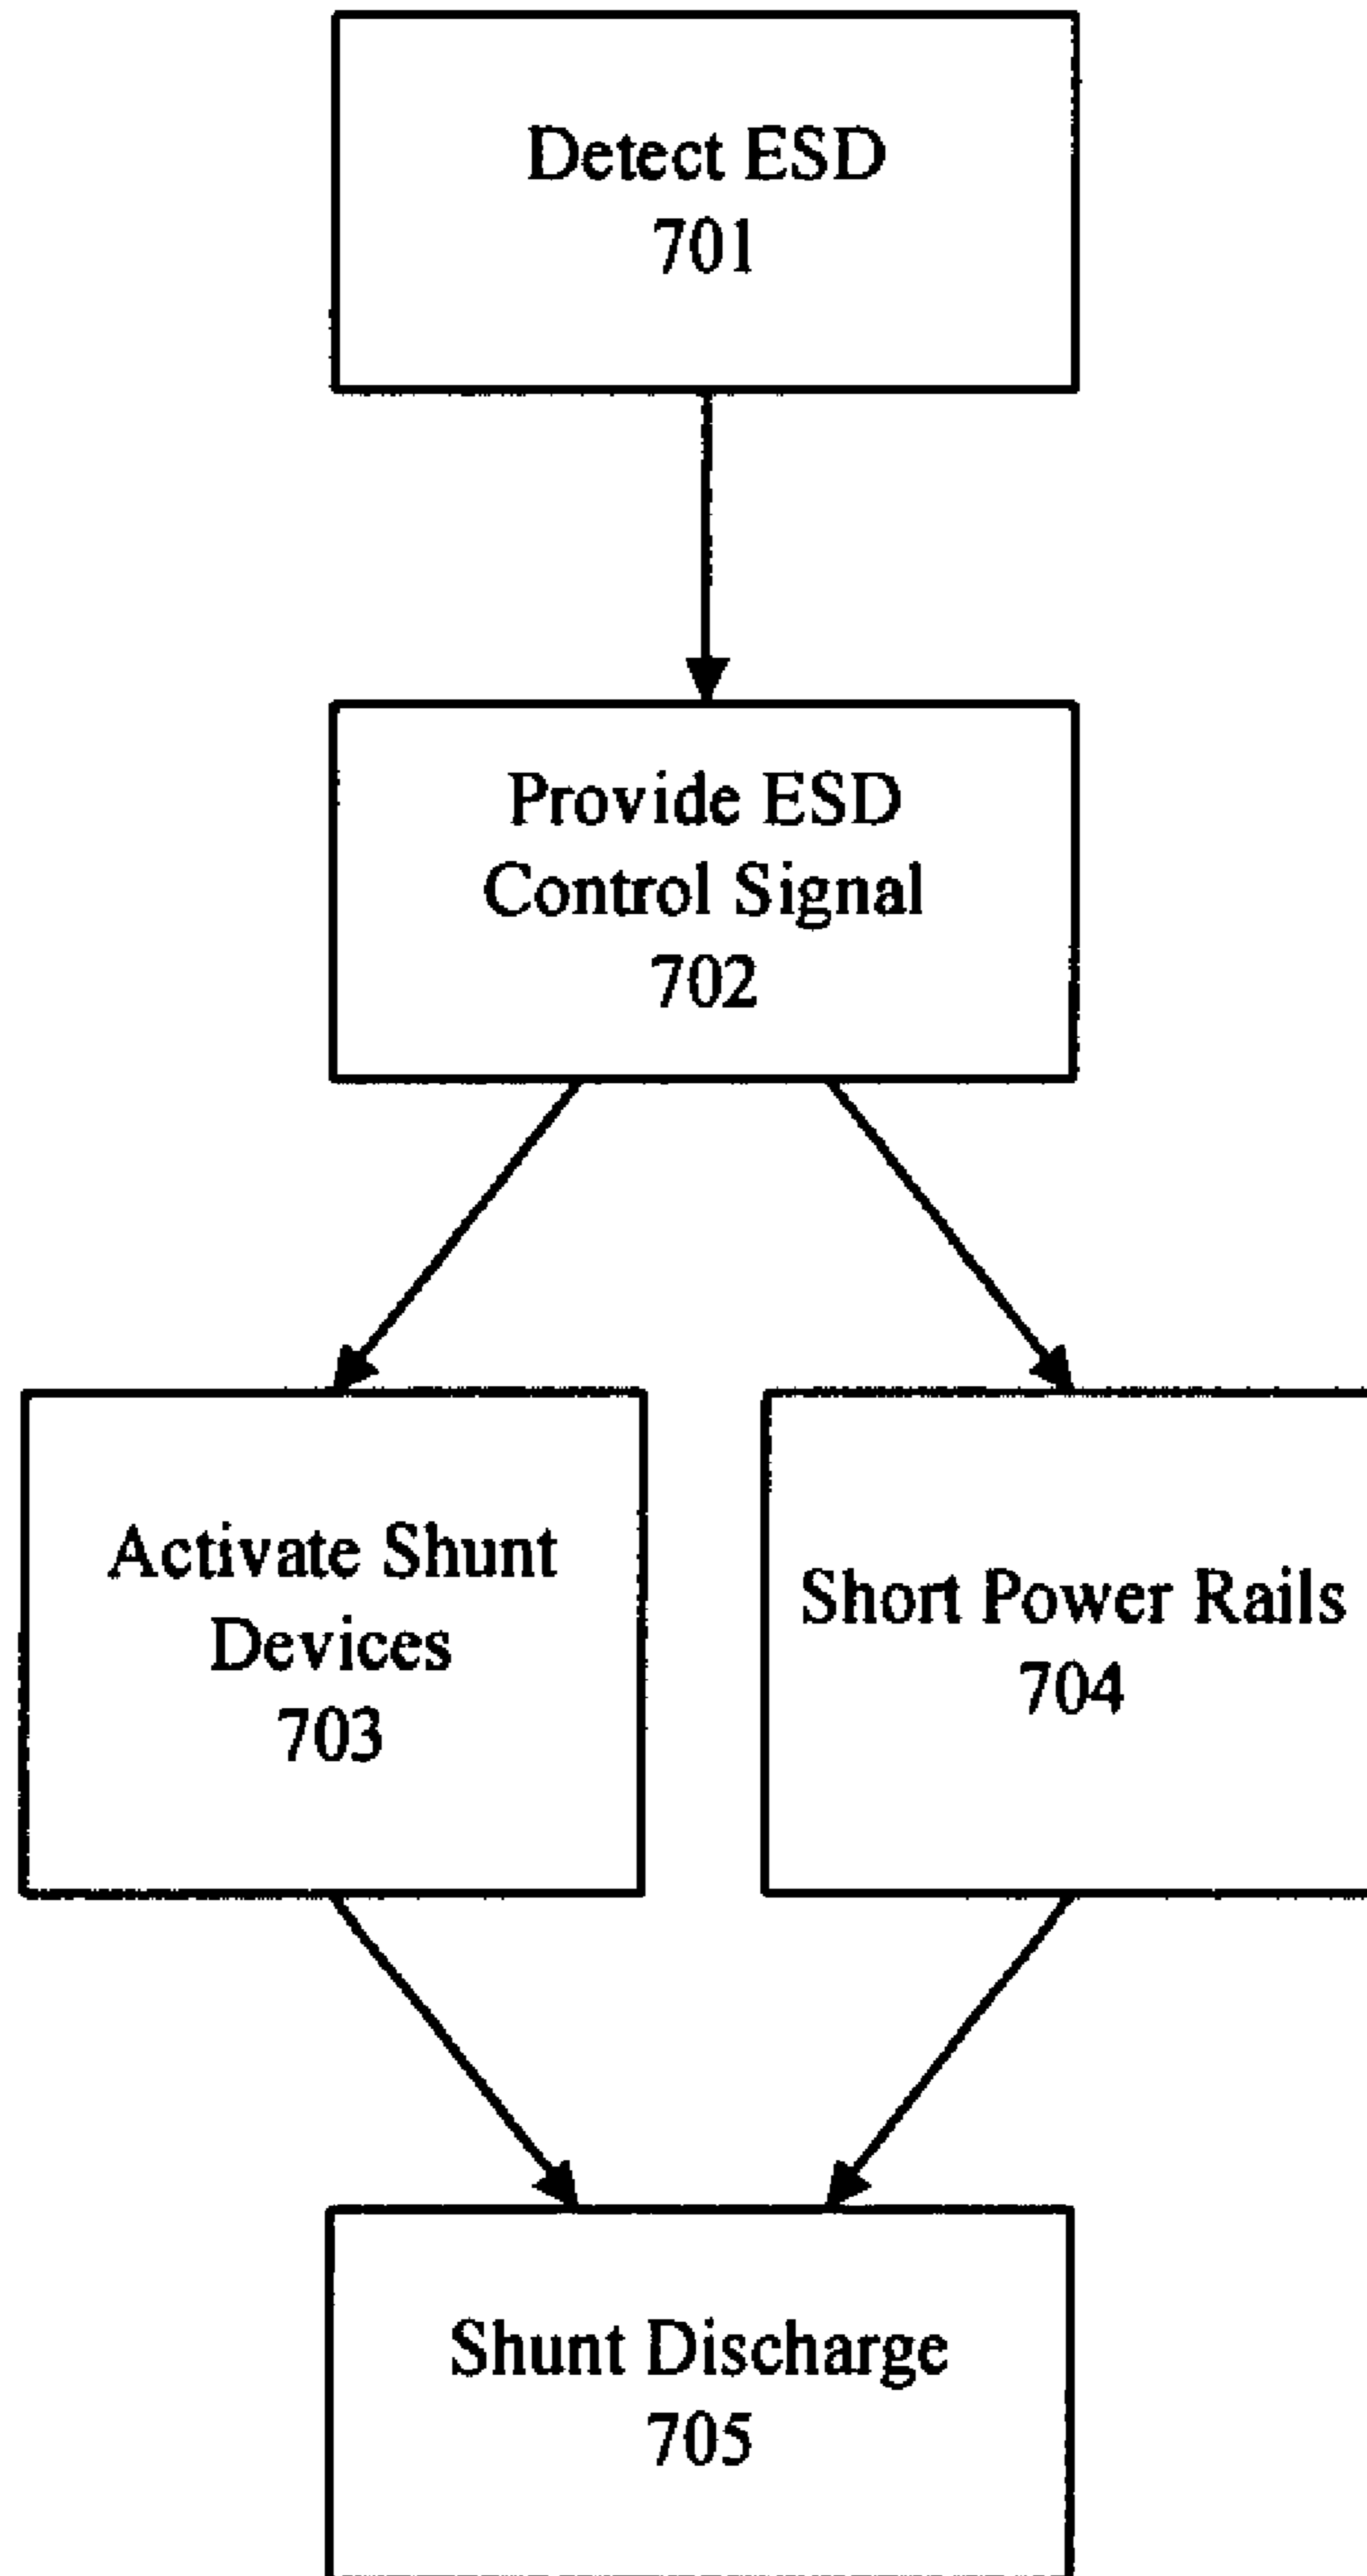 Detect ESD
701
Provide ESD
Control Signal
702
Activate Shunt
Devices
703
Short Power Rails
704
Shunt Discharge
705